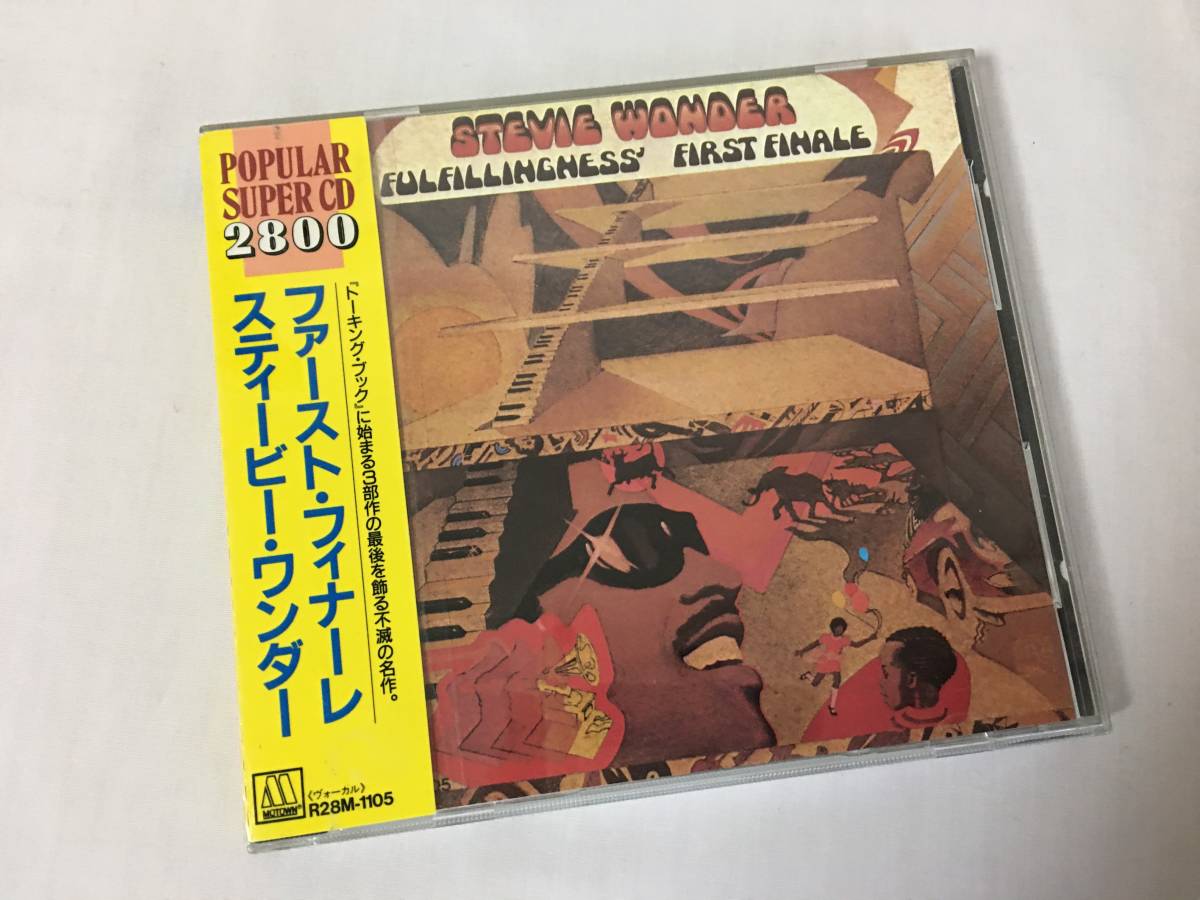 STEVIE WONDER
FULFILLINGNESS' FIRST FINALE
POPULAR
SUPER CD
2800
『トーキング・ブック』に始まる3部作の最後を飾る不滅の名作。
ファースト・フィナーレ
スティービー・ワンダー
MOTOWN®
《ヴォーカル》
R28M-1105